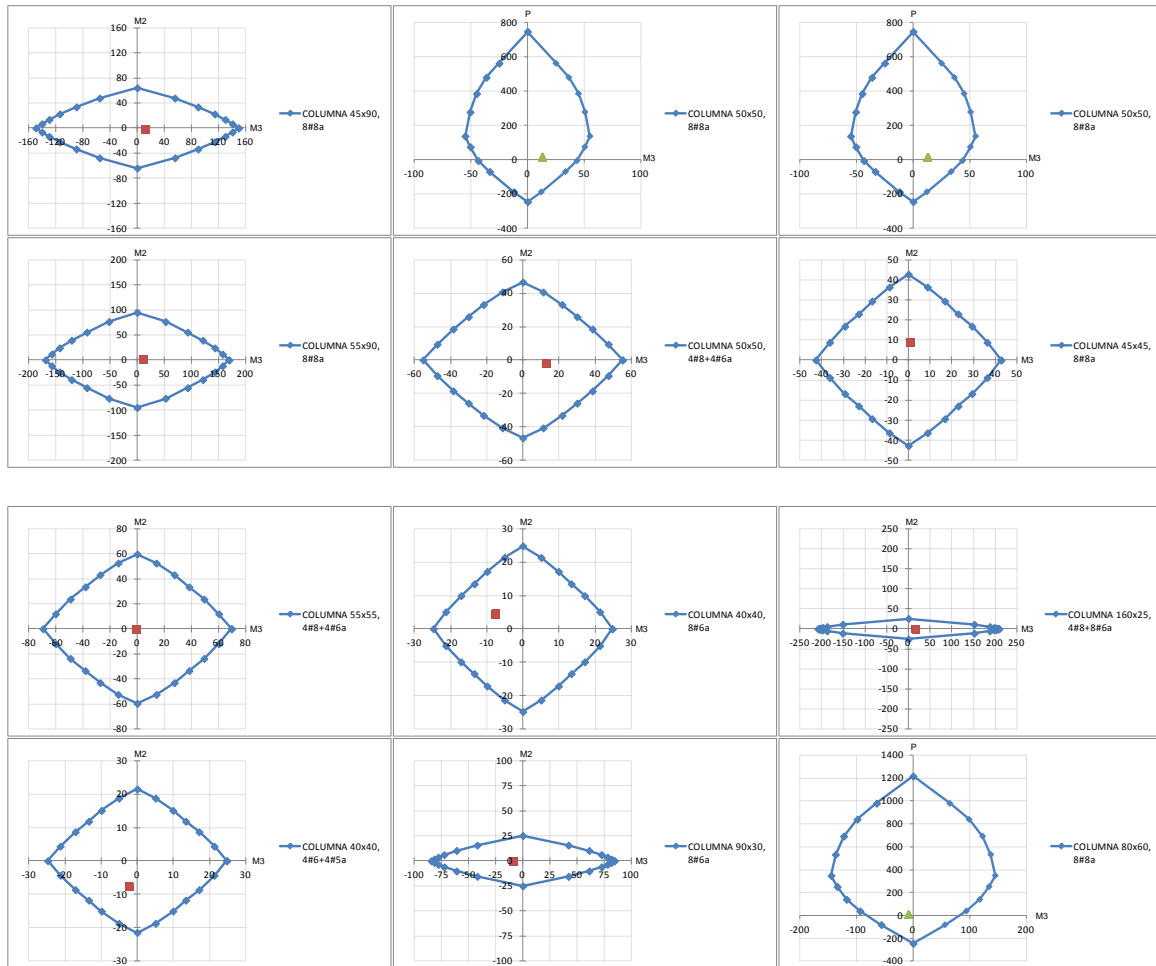 M2
160
120
80
40
0
-40
-80
-120
-160
-160 -120 -80 -40 0 40 80 120 160
M3
COLUMNA 45x90,
8#8a
P
800
600
400
200
0
-200
-400
-100 -50 0 50 100
M3
COLUMNA 50x50,
8#8a
P
800
600
400
200
0
-200
-400
-100 -50 0 50 100
M3
COLUMNA 50x50,
8#8a
M2
200
150
100
50
0
-50
-100
-150
-200
-200 -150 -100 -50 0 50 100 150 200
M3
COLUMNA 55x90,
8#8a
M2
60
40
20
0
-20
-40
-60
-60 -40 -20 0 20 40 60
M3
COLUMNA 50x50,
4#8+4#6a
M2
50
40
30
20
10
0
-10
-20
-30
-40
-50
-50 -40 -30 -20 -10 0 10 20 30 40 50
M3
COLUMNA 45x45,
8#8a
M2
80
60
40
20
0
-20
-40
-60
-80
-80 -60 -40 -20 0 20 40 60 80
M3
COLUMNA 55x55,
4#8+4#6a
M2
30
20
10
0
-10
-20
-30
-30 -20 -10 0 10 20 30
M3
COLUMNA 40x40,
8#6a
M2
250
200
150
100
50
0
-50
-100
-150
-200
-250
-250 -200 -150 -100 -50 0 50 100 150 200 250
M3
COLUMNA 160x25,
4#8+8#6a
M2
30
20
10
0
-10
-20
-30
-30 -20 -10 0 10 20 30
M3
COLUMNA 40x40,
4#6+4#5a
M2
100
75
50
25
0
-25
-50
-75
-100
-100 -75 -50 -25 0 25 50 75 100
M3
COLUMNA 90x30,
8#6a
P
1400
1200
1000
800
600
400
200
0
-200
-400
-200 -100 0 100 200
M3
COLUMNA 80x60,
8#8a